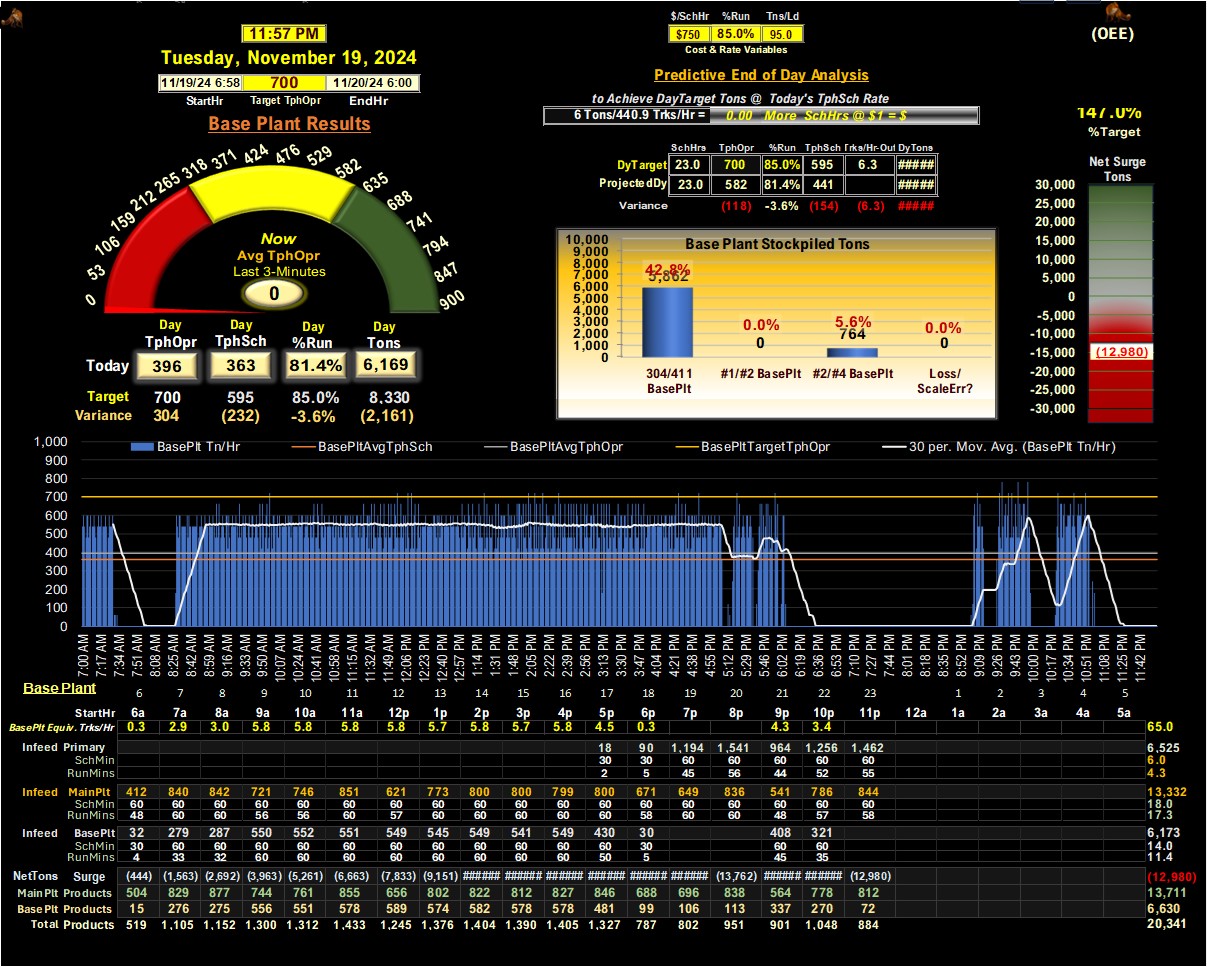 $/SchHr %Run Tns/Ld
11:57 PM
$750 85.0% 95.0
(OEE)
Cost & Rate Variables
Tuesday, November 19, 2024
Predictive End of Day Analysis
11/19/24 6:58 700 11/20/24 6:00
StartHr Target TphOpr EndHr
to Achieve DayTarget Tons @ Today's TphSch Rate
6 Tons/440.9 Trks/Hr = 0.00 More SchHrs @ $1 = $
Base Plant Results
147.0%
%Target
SchHrs TphOpr %Run TphSch Trks/Hr-Out DyTons
DyTarget 23.0 700 85.0% 595 6.3 #####
ProjectedDy 23.0 582 81.4% 441 #####
Variance (118) -3.6% (154) (6.3) #####
Net Surge
Tons
30,000
25,000
20,000
15,000
10,000
5,000
0
-5,000
-10,000
-15,000
-20,000
-25,000
-30,000
(12,980)
0
53
106
159
212
265
318
371
424
476
529
582
635
688
741
794
847
900
Now
Avg TphOpr
Last 3-Minutes
0
Base Plant Stockpiled Tons
10,000
9,000
8,000
7,000
6,000
5,000
4,000
3,000
2,000
1,000
0
42.8% 0.0% 5.6% 0.0%
5,862 0 764 0
304/411 #1/#2 BasePlt #2/#4 BasePlt Loss/
BasePlt ScaleErr?
Day Day Day Day
TphOpr TphSch %Run Tons
Today 396 363 81.4% 6,169
Target 700 595 85.0% 8,330
Variance 304 (232) -3.6% (2,161)
BasePlt Tn/Hr BasePltAvgTphSch BasePltAvgTphOpr BasePltTargetTphOpr 30 per. Mov. Avg. (BasePlt Tn/Hr)
1,000
900
800
700
600
500
400
300
200
100
0
7:00 AM 7:17 AM 7:34 AM 7:51 AM 8:08 AM 8:25 AM 8:42 AM 8:59 AM 9:16 AM 9:33 AM 9:50 AM 10:07 AM 10:24 AM 10:41 AM 10:58 AM 11:15 AM 11:32 AM 11:49 AM 12:06 PM 12:23 PM 12:40 PM 12:57 PM 1:14 PM 1:31 PM 1:48 PM 2:05 PM 2:22 PM 2:39 PM 2:56 PM 3:13 PM 3:30 PM 3:47 PM 4:04 PM 4:21 PM 4:38 PM 4:55 PM 5:12 PM 5:29 PM 5:46 PM 6:02 PM 6:19 PM 6:36 PM 6:53 PM 7:10 PM 7:27 PM 7:44 PM 8:01 PM 8:18 PM 8:35 PM 8:52 PM 9:09 PM 9:26 PM 9:43 PM 10:00 PM 10:17 PM 10:34 PM 10:51 PM 11:08 PM 11:25 PM 11:42 PM
Base Plant 6 7 8 9 10 11 12 13 14 15 16 17 18 19 20 21 22 23 1 2 3 4 5
StartHr 6a 7a 8a 9a 10a 11a 12p 1p 2p 3p 4p 5p 6p 7p 8p 9p 10p 11p 12a 1a 2a 3a 4a 5a
BasePlt Equiv. Trks/Hr 0.3 2.9 3.0 5.8 5.8 5.8 5.8 5.7 5.8 5.7 5.8 4.5 0.3 4.3 3.4 65.0
Infeed Primary 18 90 1,194 1,541 964 1,256 1,462 6,525
SchMin 30 30 60 60 60 60 60 6.0
RunMins 2 5 45 56 44 52 55 4.3
Infeed MainPlt 412 840 842 721 746 851 621 773 800 800 799 800 671 649 836 541 786 844 13,332
SchMin 60 60 60 60 60 60 60 60 60 60 60 60 60 60 60 60 60 60 18.0
RunMins 48 60 60 56 56 60 57 60 60 60 60 60 58 60 60 48 57 58 17.3
Infeed BasePlt 32 279 287 550 552 551 549 545 549 541 549 430 30 408 321 6,173
SchMin 30 60 60 60 60 60 60 60 60 60 60 60 30 60 60 14.0
RunMins 4 33 32 60 60 60 60 60 60 60 60 50 5 45 35 11.4
NetTons Surge (444) (1,563) (2,692) (3,963) (5,261) (6,663) (7,833) (9,151) ###### ###### ###### ###### ###### ###### (13,762) ###### ###### (12,980) (12,980)
MainPlt Products 504 829 877 744 761 855 656 802 822 812 827 846 688 696 838 564 778 812 13,711
BasePlt Products 15 276 275 556 551 578 589 574 582 578 578 481 99 106 113 337 270 72 6,630
Total Products 519 1,105 1,152 1,300 1,312 1,433 1,245 1,376 1,404 1,390 1,405 1,327 787 802 951 901 1,048 884 20,341